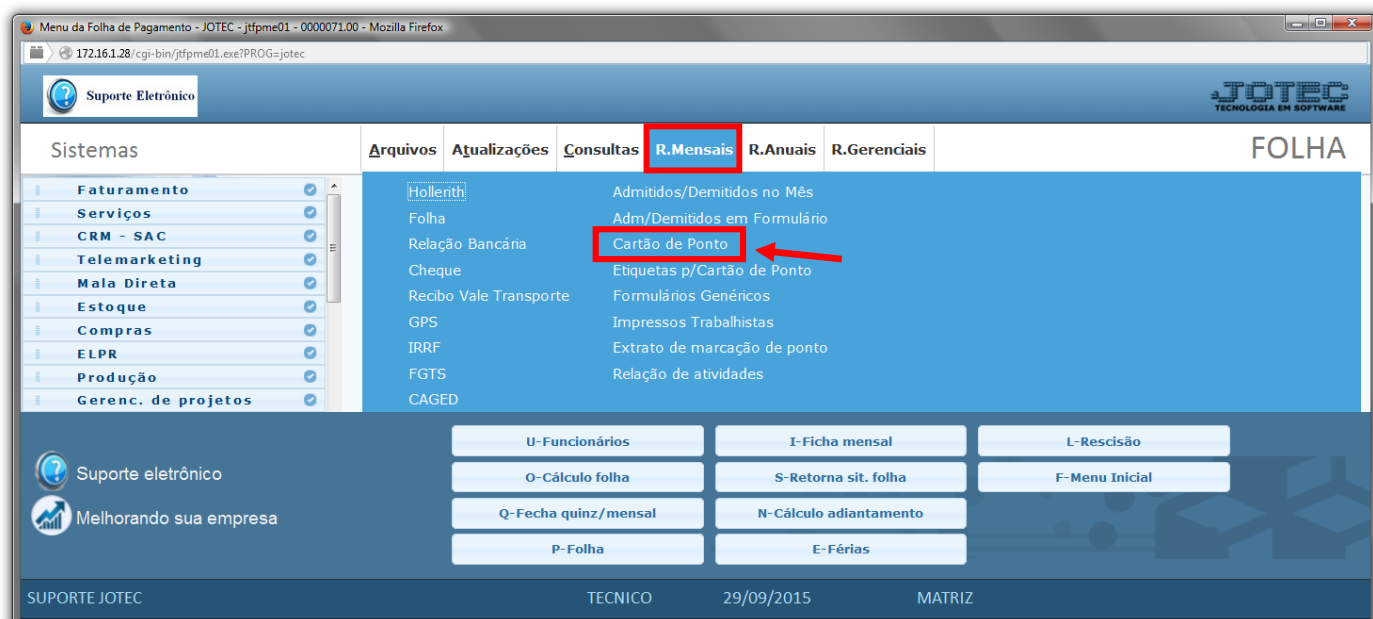 Menu da Folha de Pagamento - JOTEC - jtfpme01 - 0000071.00 - Mozilla Firefox
172.16.1.28/cgi-bin/jtfpme01.exe?PROG=jotec
Suporte Eletrônico
JOTEC
TECNOLOGIA EM SOFTWARE
Sistemas
Arquivos Atualizações Consultas R.Mensais R.Anuais R.Gerenciais
FOLHA
Faturamento
Serviços
CRM - SAC
Telemarketing
Mala Direta
Estoque
Compras
ELPR
Produção
Gerenc. de projetos
Hollerith
Folha
Relação Bancária
Cheque
Recibo Vale Transporte
GPS
IRRF
FGTS
CAGED
Admitidos/Demitidos no Mês
Adm/Demitidos em Formulário
Cartão de Ponto
Etiquetas p/Cartão de Ponto
Formulários Genéricos
Impressos Trabalhistas
Extrato de marcação de ponto
Relação de atividades
Suporte eletrônico
Melhorando sua empresa
U-Funcionários I-Ficha mensal L-Rescisão
O-Cálculo folha S-Retorna sit. folha F-Menu Inicial
Q-Fecha quinz/mensal N-Cálculo adiantamento
P-Folha E-Férias
SUPORTE JOTEC TECNICO 29/09/2015 MATRIZ